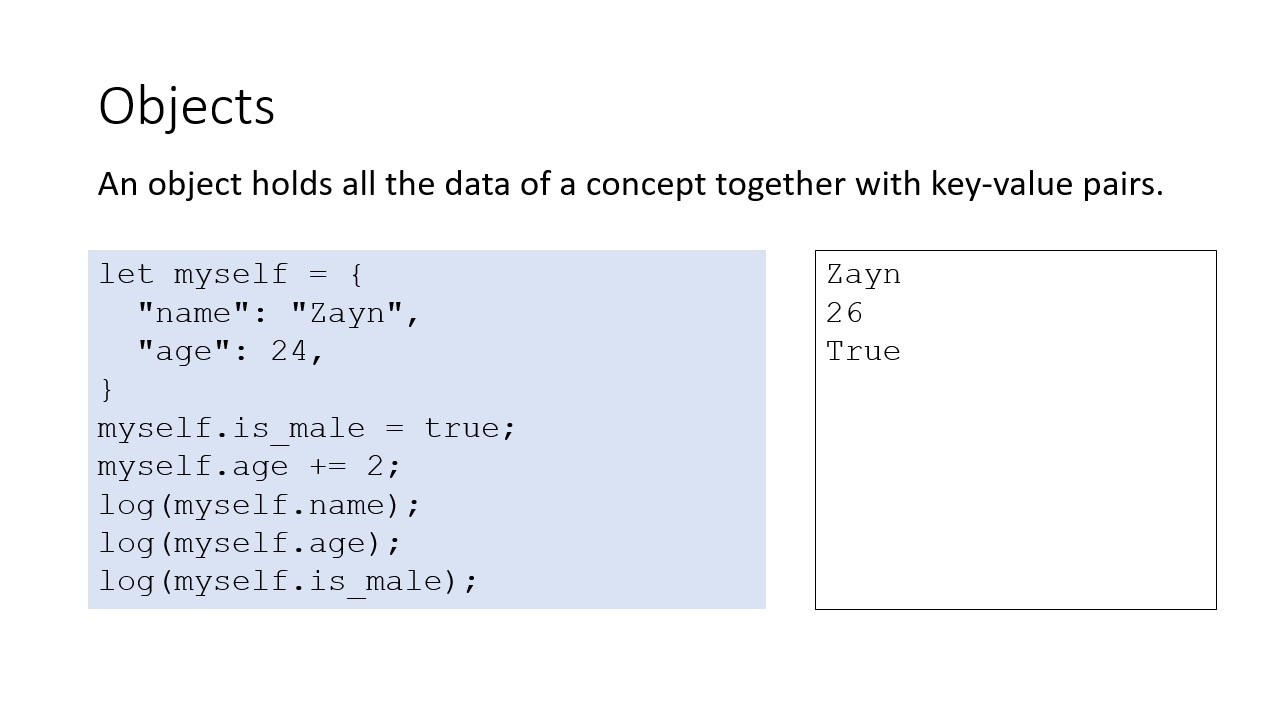 Objects
An object holds all the data of a concept together with key-value pairs.
let myself = {
  "name": "Zayn",
  "age": 24,
}
myself.is_male = true;
myself.age += 2;
log(myself.name);
log(myself.age);
log(myself.is_male);
Zayn
26
True